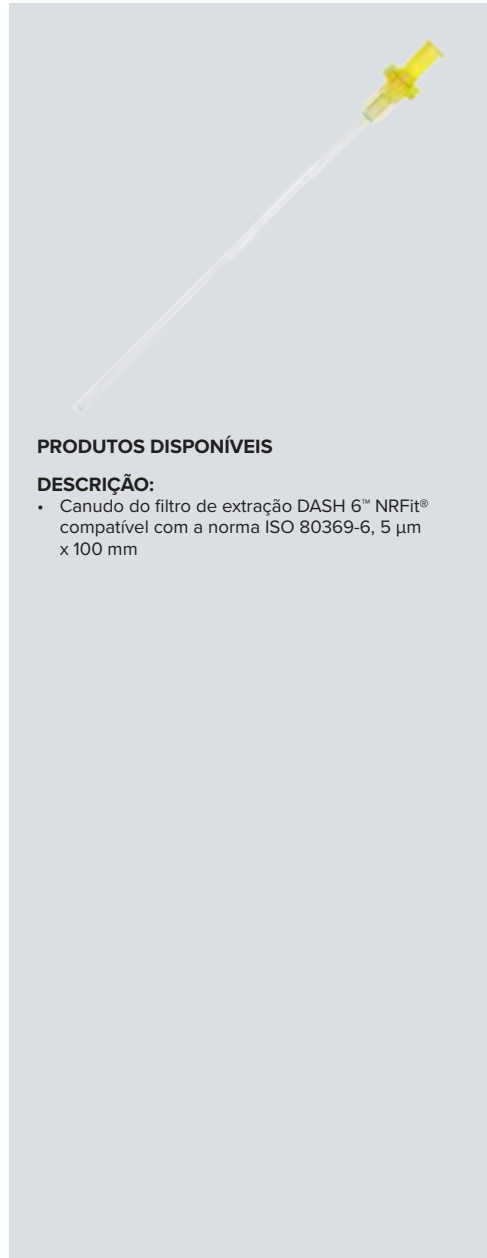 PRODUTOS DISPONÍVEIS
DESCRIÇÃO:
• Canudo do filtro de extração DASH 6™ NRFit®
compatível com a norma ISO 80369-6, 5 µm
x 100 mm